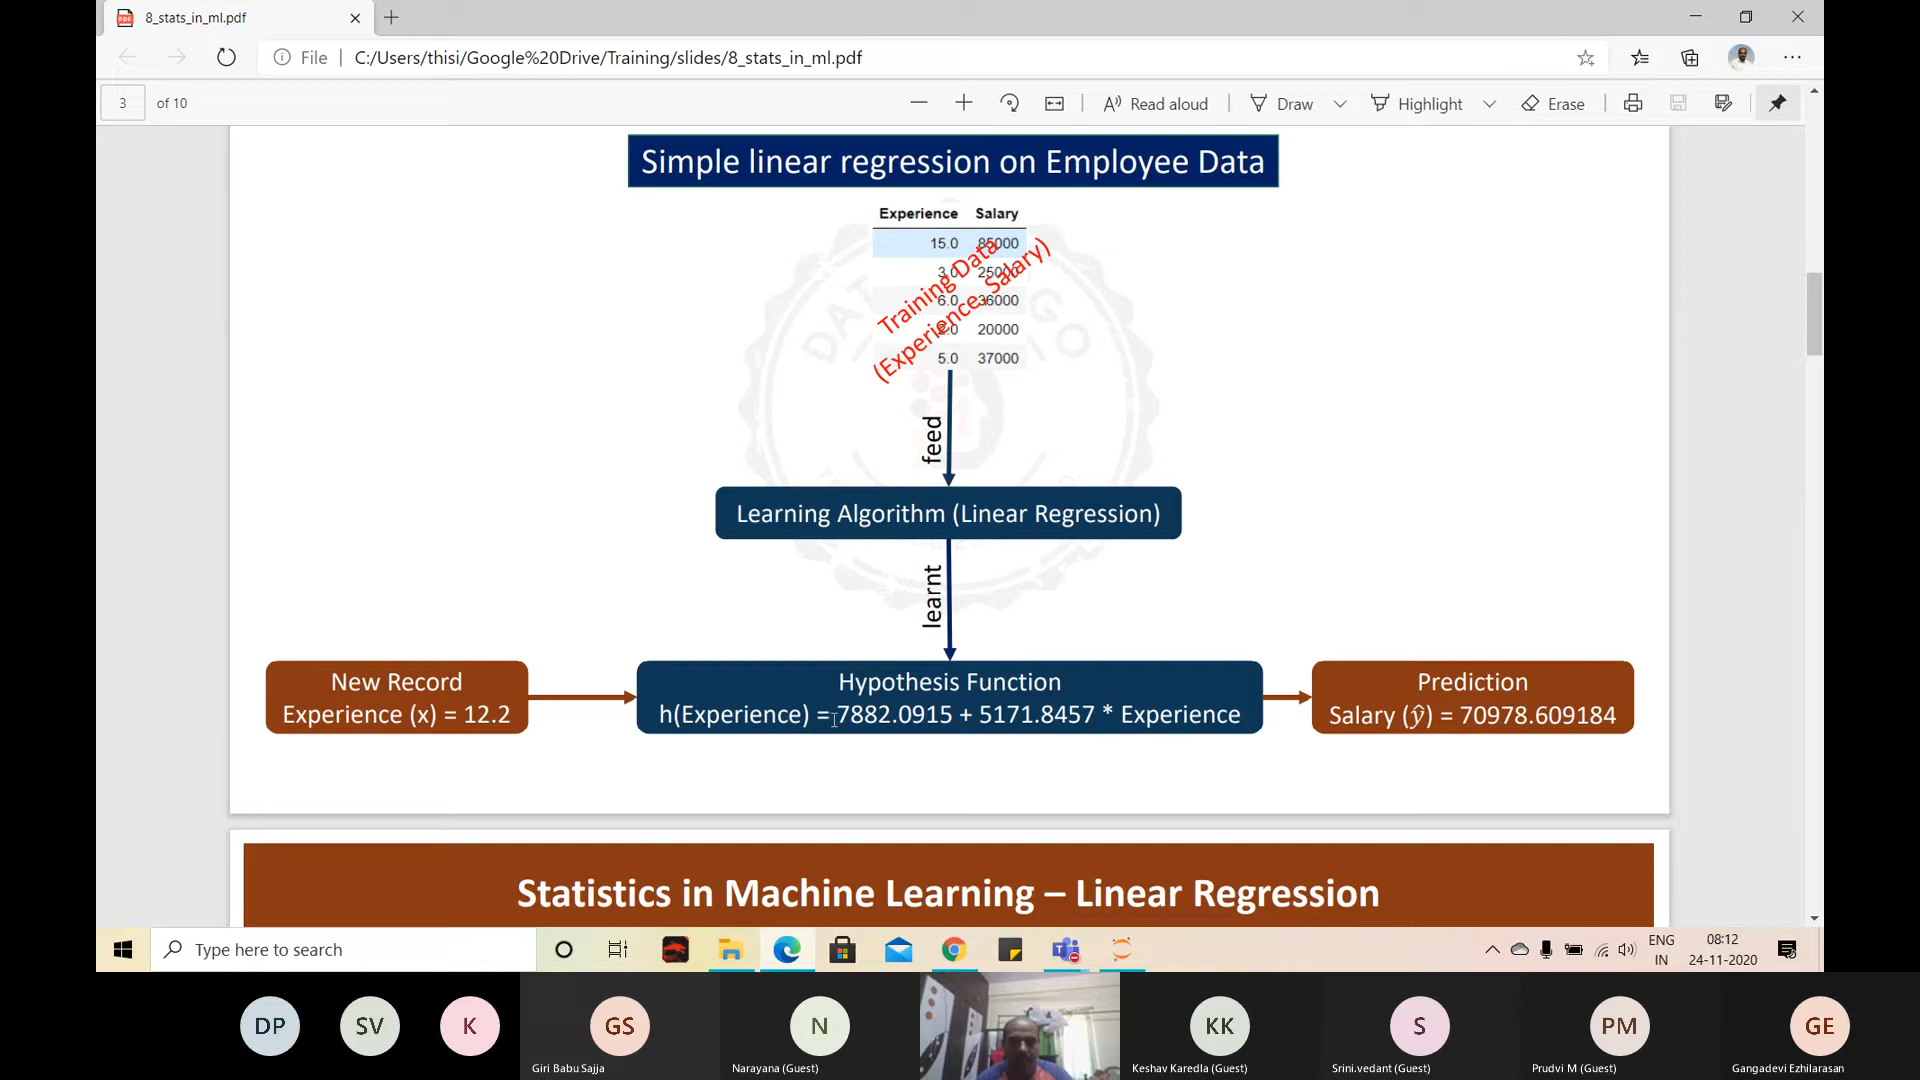 8_stats_in_ml.pdf
File
C:/Users/thisi/Google%20Drive/Training/slides/8_stats_in_ml.pdf
3 of 10
Read aloud
Draw
Highlight
Erase
Simple linear regression on Employee Data
Experience Salary
15.0 85000
3.0 25000
6.0 36000
2.0 20000
5.0 37000
Training Data
(Experience, Salary)
feed
Learning Algorithm (Linear Regression)
learnt
New Record
Experience (x) = 12.2
Hypothesis Function
h(Experience) = 7882.0915 + 5171.8457 * Experience
Prediction
Salary (ŷ) = 70978.609184
Statistics in Machine Learning – Linear Regression
Type here to search
ENG
IN
08:12
24-11-2020
DP
SV
K
GS
Giri Babu Sajja
N
Narayana (Guest)
KK
Keshav Karedla (Guest)
S
Srini.vedant (Guest)
PM
Prudvi M (Guest)
GE
Gangadevi Ezhilarasan